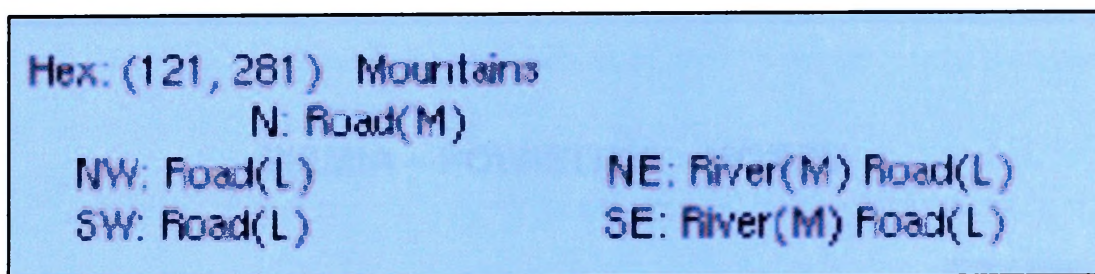 Hex: (121, 281) Mountains
N: Road(M)
NW: Road(L) NE: River(M) Road(L)
SW: Road(L) SE: River(M) Road(L)